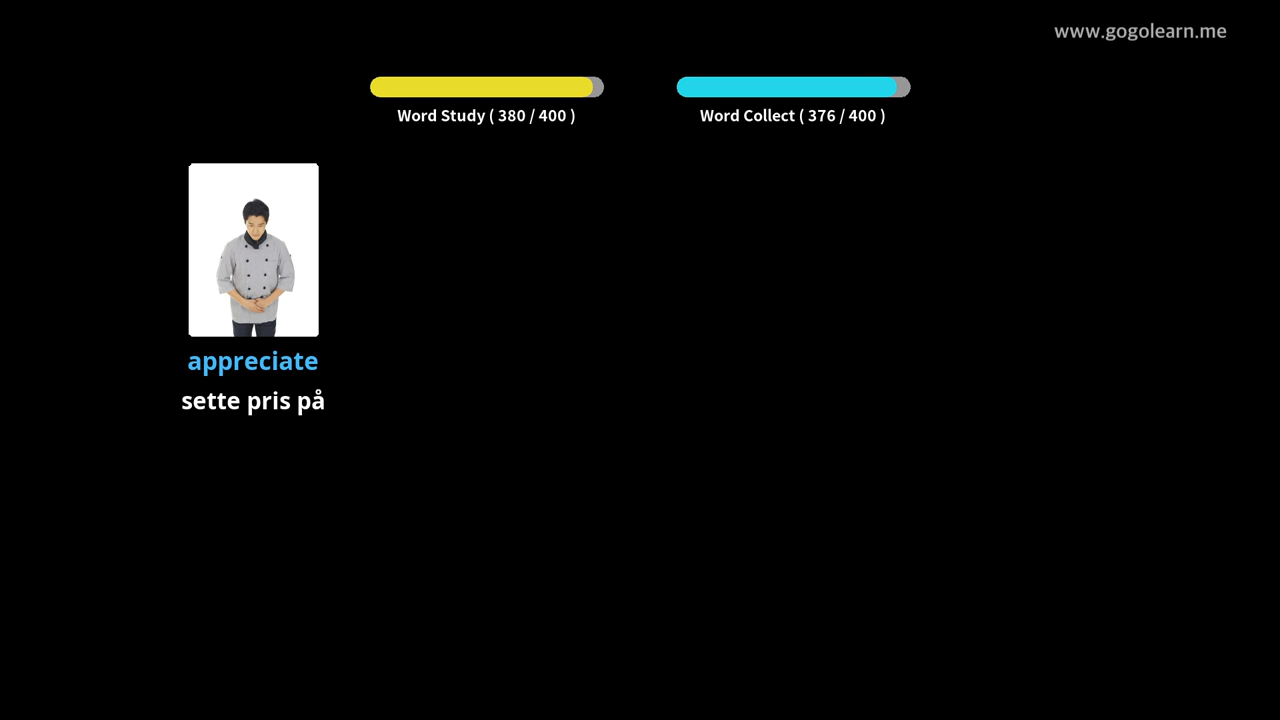 www.gogolearn.me
Word Study ( 380 / 400 )
Word Collect ( 376 / 400 )
appreciate
sette pris på